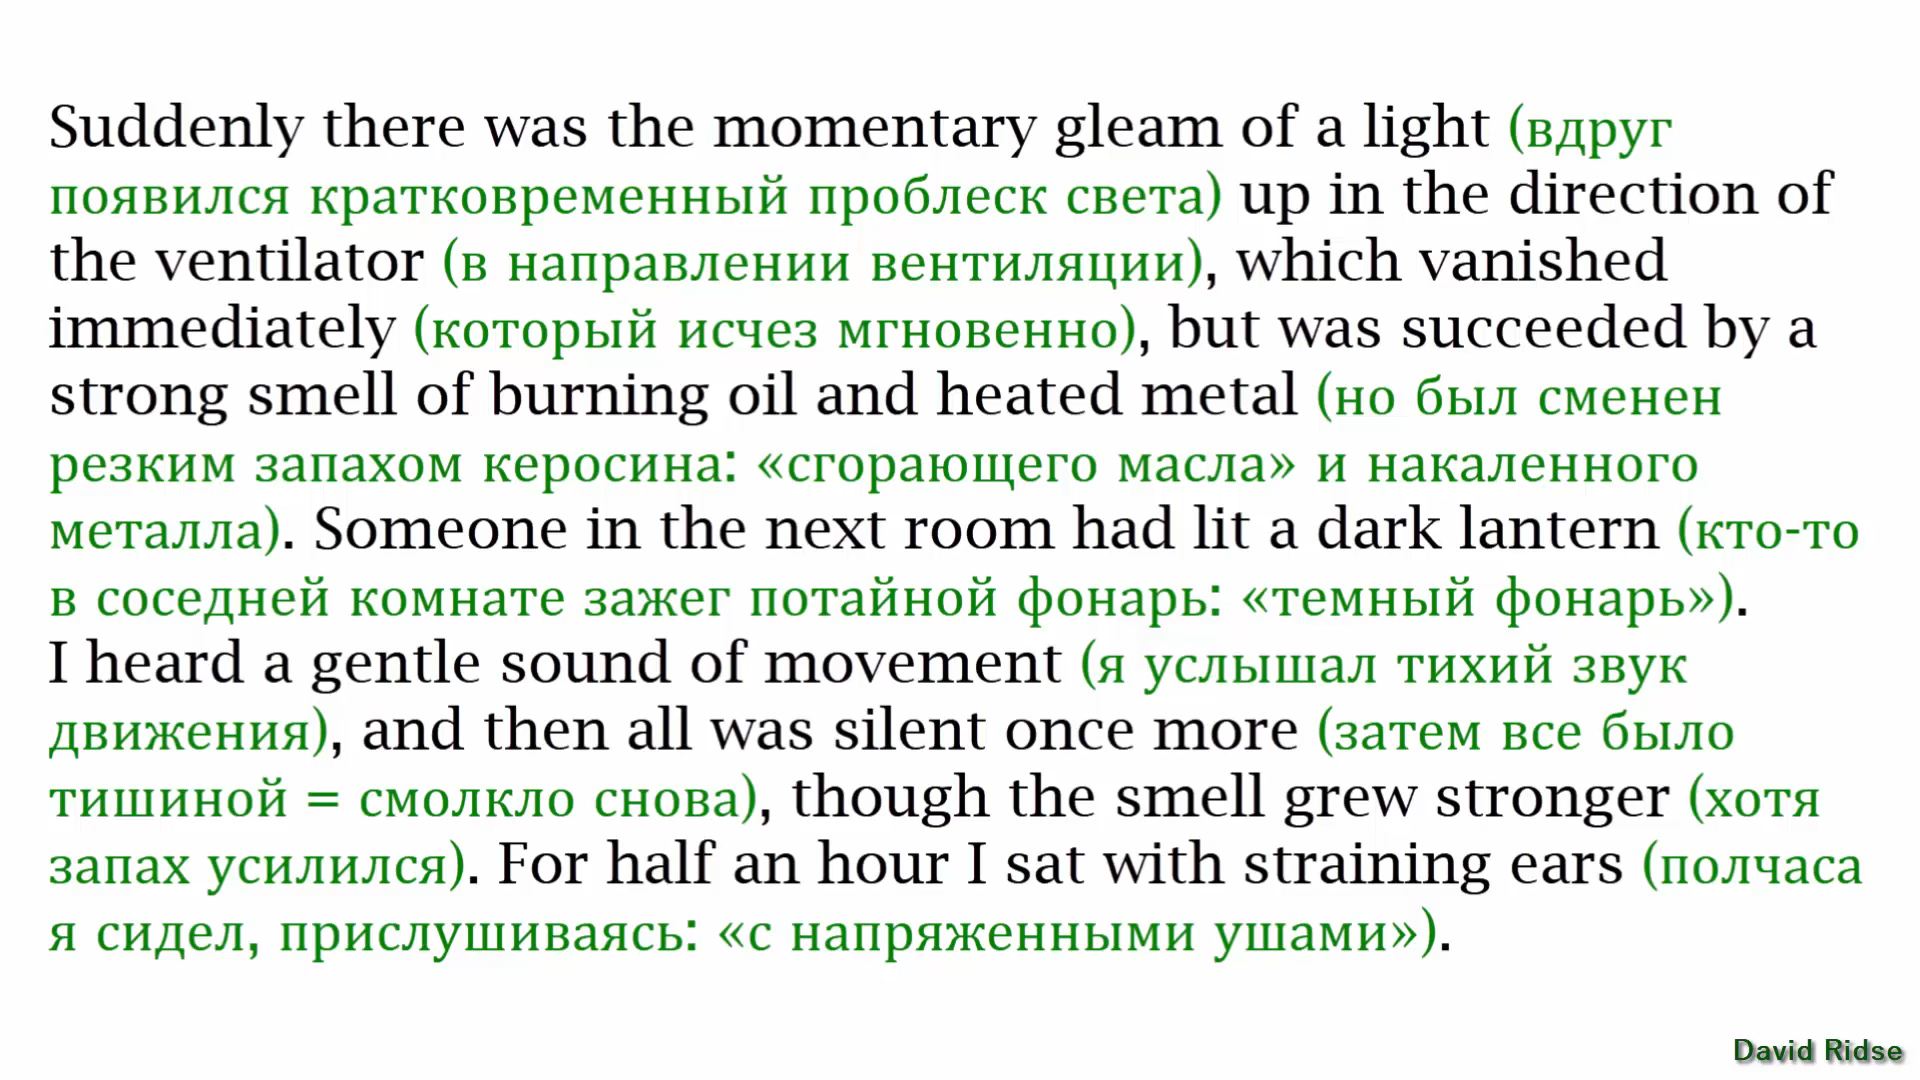 Suddenly there was the momentary gleam of a light (вдруг
появился кратковременный проблеск света) up in the direction of
the ventilator (в направлении вентиляции), which vanished
immediately (который исчез мгновенно), but was succeeded by a
strong smell of burning oil and heated metal (но был сменен
резким запахом керосина: «сгорающего масла» и накаленного
металла). Someone in the next room had lit a dark lantern (кто-то
в соседней комнате зажег потайной фонарь: «темный фонарь»).
I heard a gentle sound of movement (я услышал тихий звук
движения), and then all was silent once more (затем все было
тишиной = смолкло снова), though the smell grew stronger (хотя
запах усилился). For half an hour I sat with straining ears (полчаса
я сидел, прислушиваясь: «с напряженными ушами»).
David Ridse